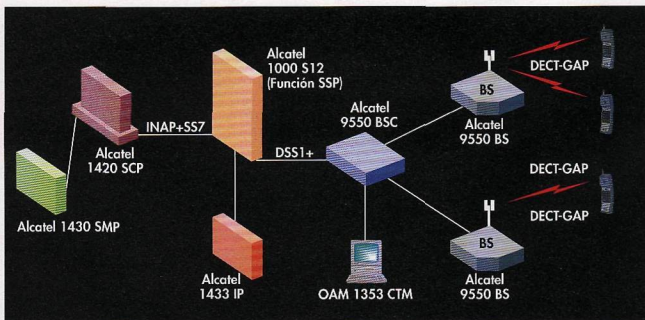 Alcatel
1000 S12
(Función SSP)
DECT-GAP
BS
Alcatel
9550 BSC
Alcatel
9550 BS
INAP+SS7
DSS1+
Alcatel
1420 SCP
DECT-GAP
DECT-GAP
Alcatel 1430 SMP
BS
Alcatel
1433 IP
OAM 1353 CTM
Alcatel
9550 BS